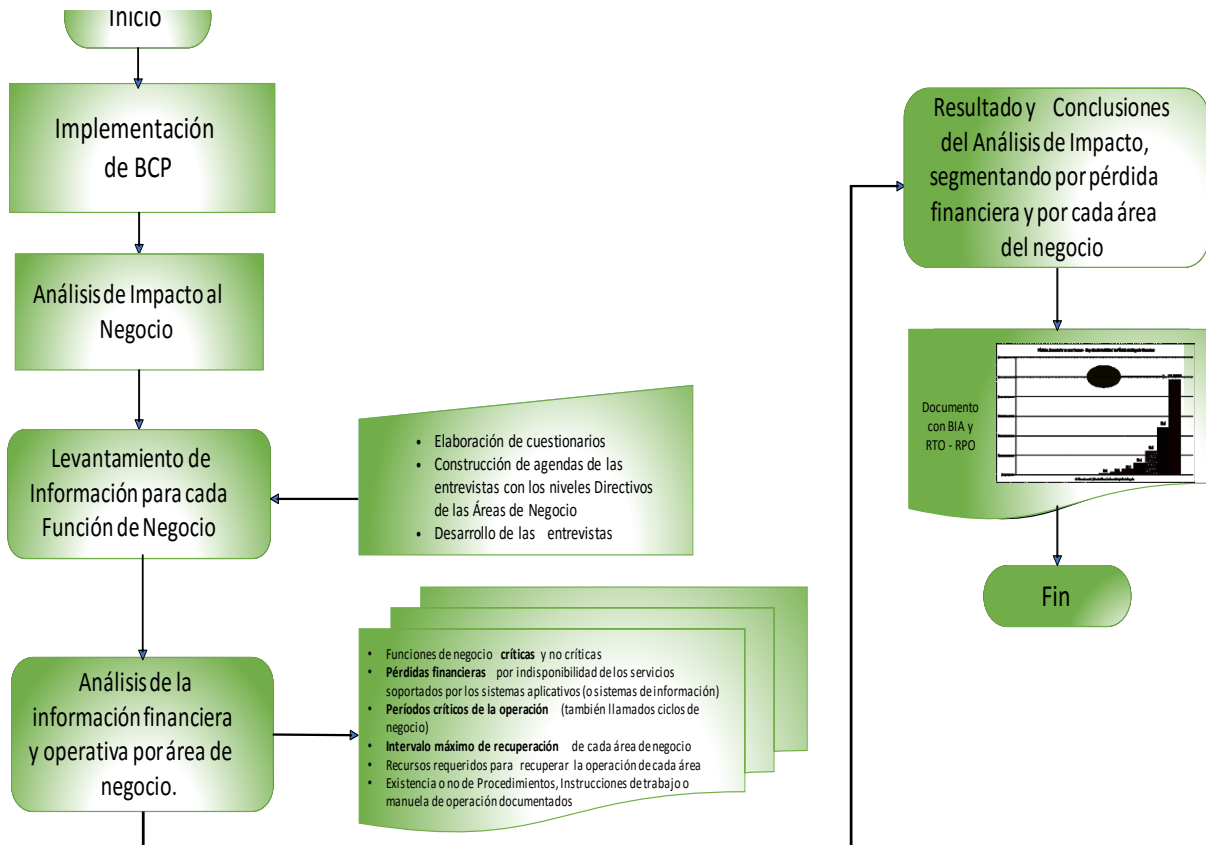 Inicio
Implementación
de BCP
Análisis de Impacto al
Negocio
Levantamiento de
Información para cada
Función de Negocio
• Elaboración de cuestionarios
• Construcción de agendas de las
entrevistas con los niveles Directivos
de las Áreas de Negocio
• Desarrollo de las entrevistas
Análisis de la
información financiera
y operativa por área de
negocio.
• Funciones de negocio críticas y no críticas
• Pérdidas financieras por indisponibilidad de los servicios
soportados por los sistemas aplicativos (o sistemas de información)
• Períodos críticos de la operación (también llamados ciclos de
negocio)
• Intervalo máximo de recuperación de cada área de negocio
• Recursos requeridos para recuperar la operación de cada área
• Existencia o no de Procedimientos, Instrucciones de trabajo o
manuela de operación documentados
Resultado y Conclusiones
del Análisis de Impacto,
segmentando por pérdida
financiera y por cada área
del negocio
Documento
con BIA y
RTO - RPO
Fin